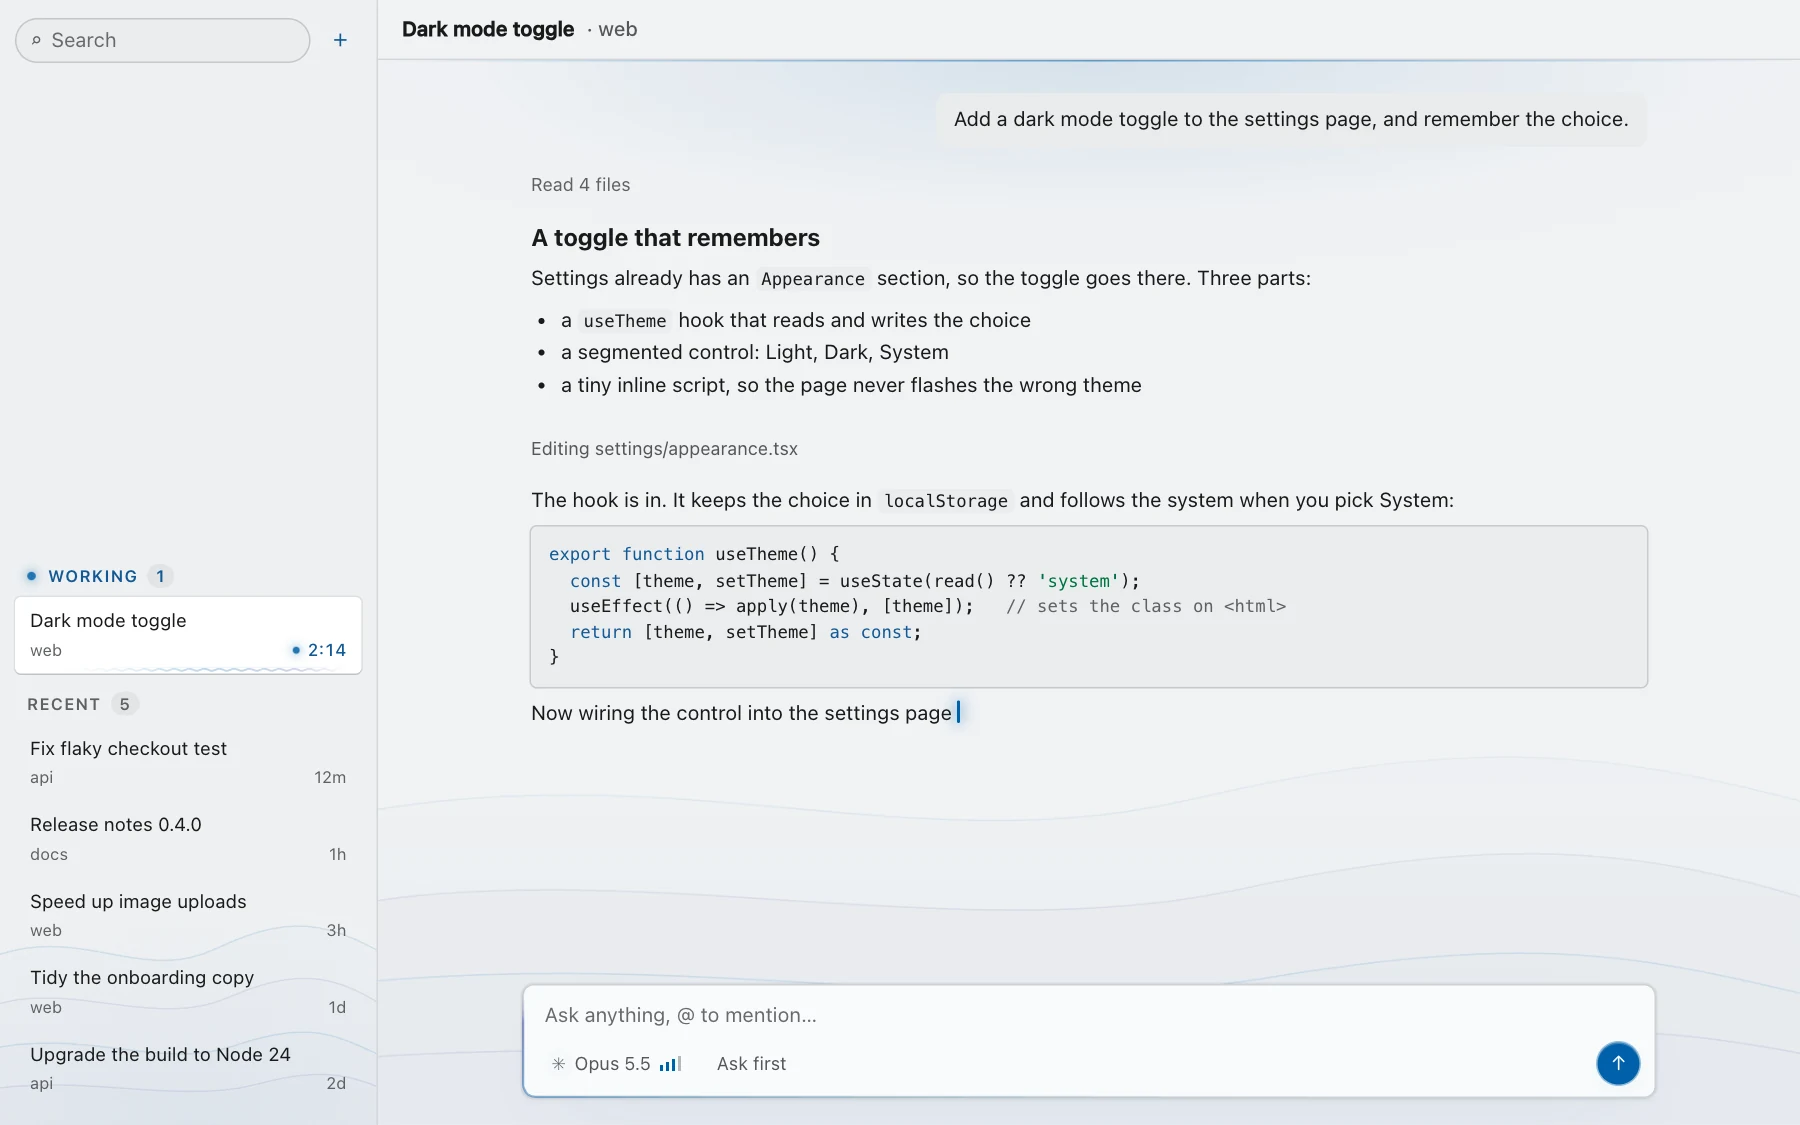 Search
+
WORKING 1
Dark mode toggle
web
2:14
RECENT 5
Fix flaky checkout test
api
12m
Release notes 0.4.0
docs
1h
Speed up image uploads
web
3h
Tidy the onboarding copy
web
1d
Upgrade the build to Node 24
api
2d
Dark mode toggle · web
Add a dark mode toggle to the settings page, and remember the choice.
Read 4 files
A toggle that remembers
Settings already has an Appearance section, so the toggle goes there. Three parts:
• a useTheme hook that reads and writes the choice
• a segmented control: Light, Dark, System
• a tiny inline script, so the page never flashes the wrong theme
Editing settings/appearance.tsx
The hook is in. It keeps the choice in localStorage and follows the system when you pick System:
export function useTheme() {
  const [theme, setTheme] = useState(read() ?? 'system');
  useEffect(() => apply(theme), [theme]);   // sets the class on <html>
  return [theme, setTheme] as const;
}
Now wiring the control into the settings page
Ask anything, @ to mention...
Opus 5.5
Ask first